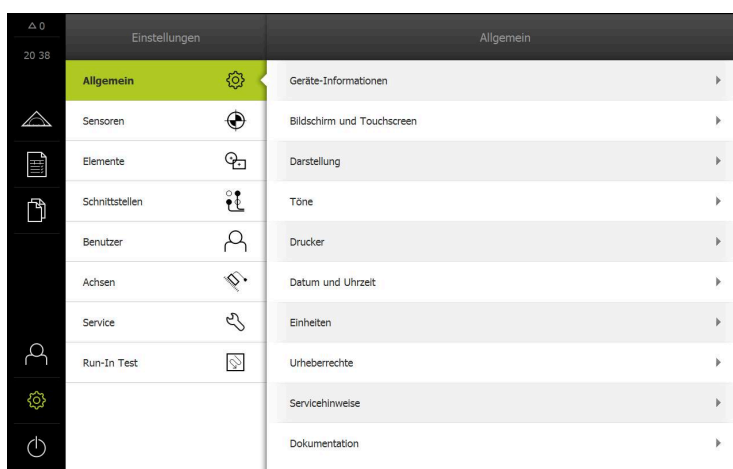 △ 0
20 38
Einstellungen
Allgemein
Sensoren
Elemente
Schnittstellen
Benutzer
Achsen
Service
Run-In Test
Allgemein
Geräte-Informationen
Bildschirm und Touchscreen
Darstellung
Töne
Drucker
Datum und Uhrzeit
Einheiten
Urheberrechte
Servicehinweise
Dokumentation